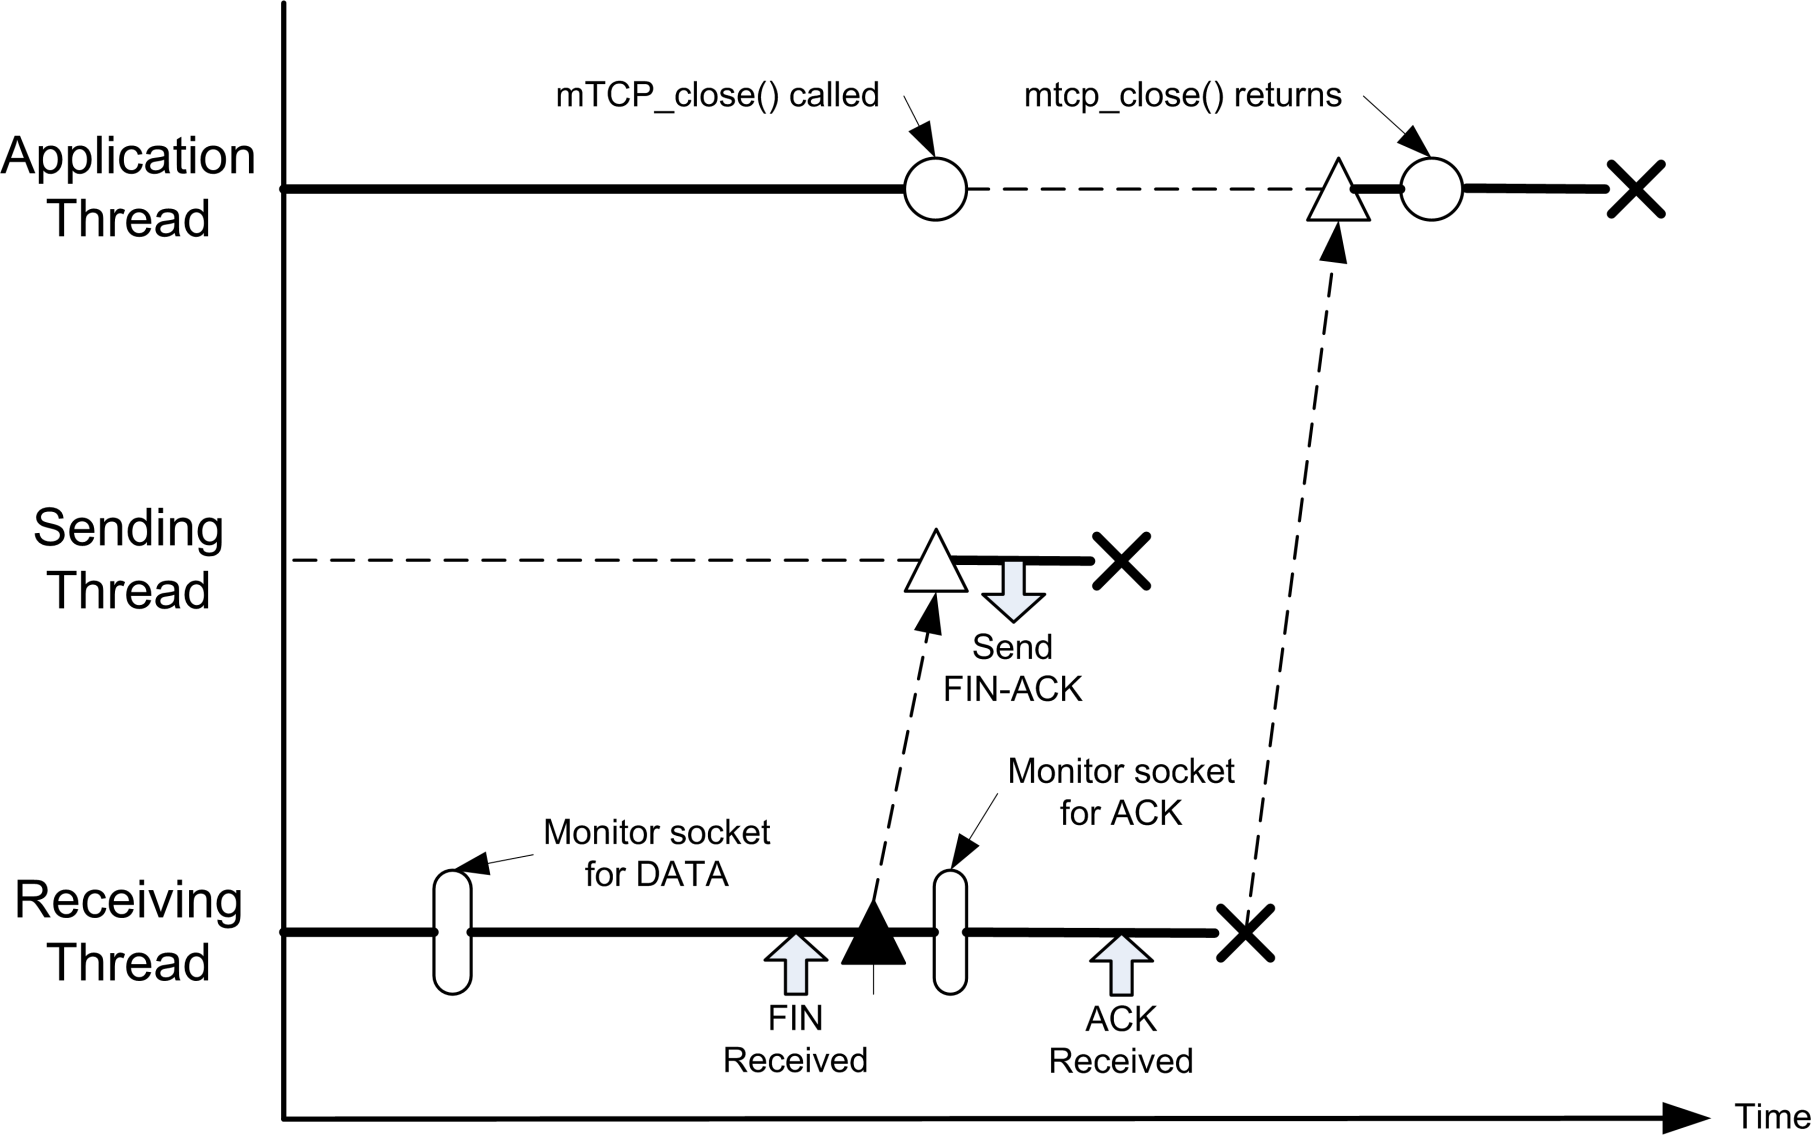 mTCP_close() called
mtcp_close() returns
Application
Thread
Sending
Thread
Send
FIN-ACK
Monitor socket
for ACK
Monitor socket
for DATA
Receiving
Thread
FIN
Received
ACK
Received
Time